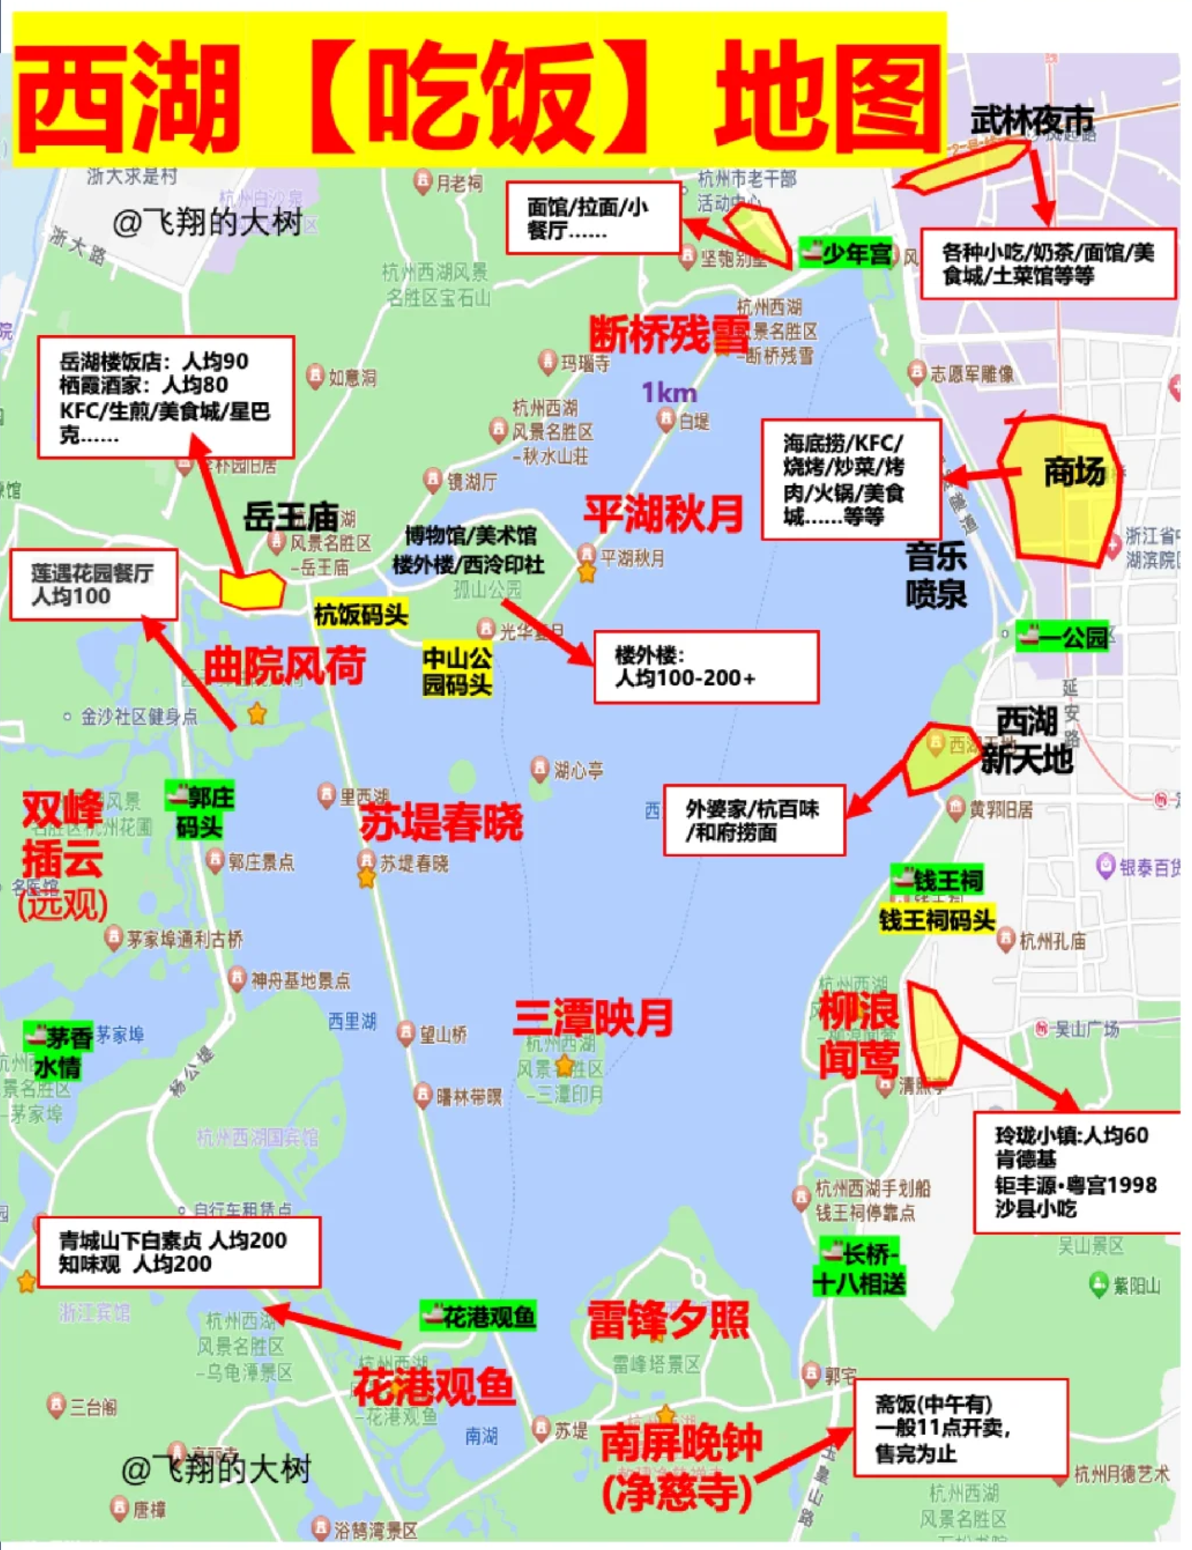 西湖【吃饭】地图
武林夜市
浙大求是村
@飞翔的大树
浙大路
月老祠
杭州市老干部
活动中心
面馆/拉面/小
餐厅......
坚匏别墅
少年宫
各种小吃/奶茶/面馆/美
食城/土菜馆等等
杭州西湖风景
名胜区宝石山
断桥残雪
杭州西湖
风景名胜区
-断桥残雪
岳湖楼饭店：人均90
栖霞酒家：人均80
KFC/生煎/美食城/星巴
克......
如意洞
玛瑙寺
1km
白堤
志愿军雕像
杭州西湖
风景名胜区
-秋水山庄
海底捞/KFC/
烧烤/炒菜/烤
肉/火锅/美食
城......等等
商场
镜湖厅
岳王庙
风景名胜区
-岳王庙
平湖秋月
平湖秋月
博物馆/美术馆
楼外楼/西泠印社
孤山公园
音乐
喷泉
浙江省中
湖滨院区
莲遇花园餐厅
人均100
杭饭码头
中山公
园码头
曲院风荷
楼外楼：
人均100-200+
一公园
延安路
金沙社区健身点
西湖
新天地
湖心亭
郭庄
码头
里西湖
苏堤春晓
苏堤春晓
外婆家/杭百味
/和府捞面
黄郛旧居
双峰
插云
(远观)
郭庄景点
银泰百货
钱王祠
钱王祠码头
杭州孔庙
茅家埠通利古桥
神舟基地景点
西里湖
望山桥
三潭映月
杭州西湖
风景名胜区
-三潭印月
柳浪
闻莺
清照亭
吴山广场
茅香
水情
茅家埠
杨公堤
景名胜区
-茅家埠
曙林带暝
杭州西湖国宾馆
玲珑小镇:人均60
肯德基
钜丰源·粤宫1998
沙县小吃
杭州西湖手划船
钱王祠停靠点
自行车租赁点
青城山下白素贞 人均200
知味观 人均200
吴山景区
长桥-
十八相送
紫阳山
浙江宾馆
杭州西湖
风景名胜区
-乌龟潭景区
花港观鱼
花港观鱼
-花港观鱼
雷锋夕照
雷峰塔景区
郭宅
三台阁
南湖
苏堤
南屏晚钟
(净慈寺)
斋饭(中午有)
一般11点开卖，
售完为止
@飞翔的大树
玉皇山路
杭州月德艺术
杭州西湖
风景名胜区
唐樟
浴鹄湾景区